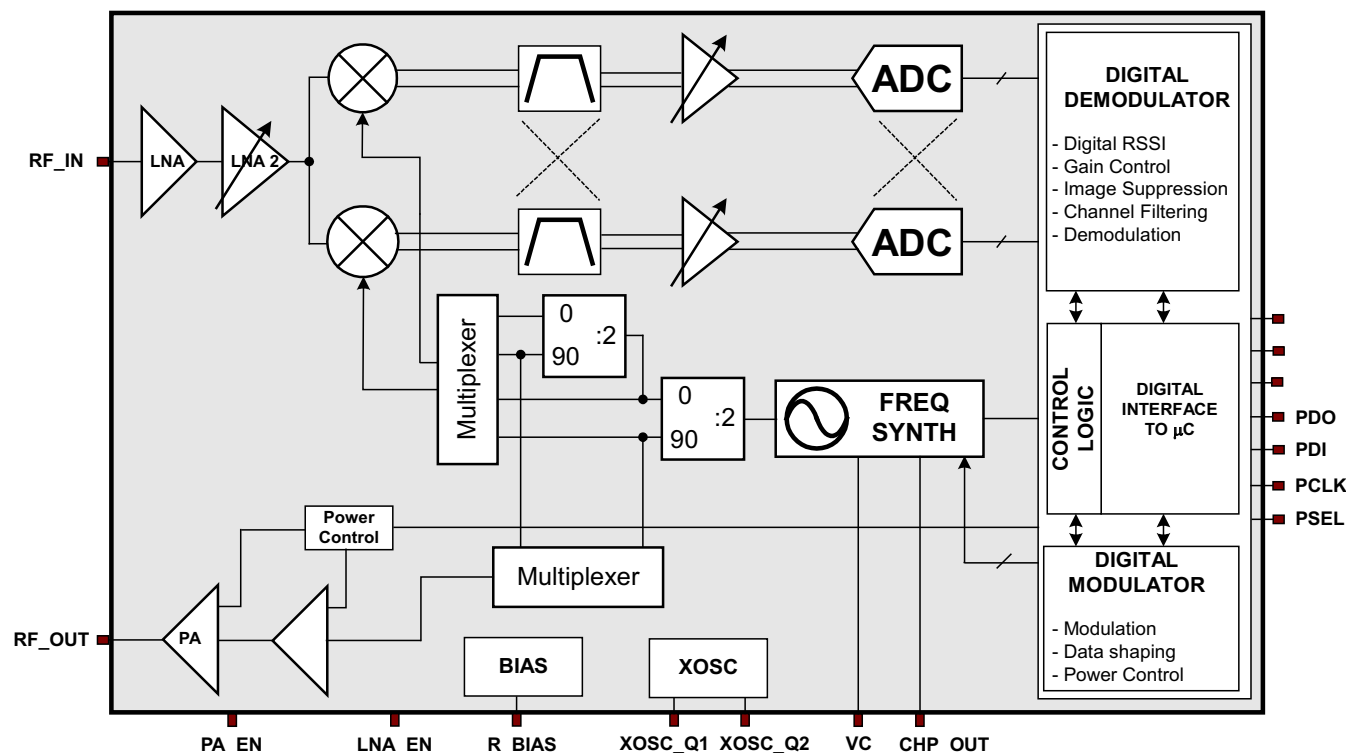 ADC
DIGITAL
DEMODULATOR
- Digital RSSI
- Gain Control
- Image Suppression
- Channel Filtering
- Demodulation
RF_IN
LNA
LNA 2
ADC
Multiplexer
0
:2
90
0
:2
90
FREQ
SYNTH
CONTROL
LOGIC
DIGITAL
INTERFACE
TO μC
PDO
PDI
PCLK
PSEL
Power
Control
Multiplexer
DIGITAL
MODULATOR
- Modulation
- Data shaping
- Power Control
RF_OUT
PA
BIAS
XOSC
PA_EN
LNA_EN
R_BIAS
XOSC_Q1
XOSC_Q2
VC
CHP_OUT